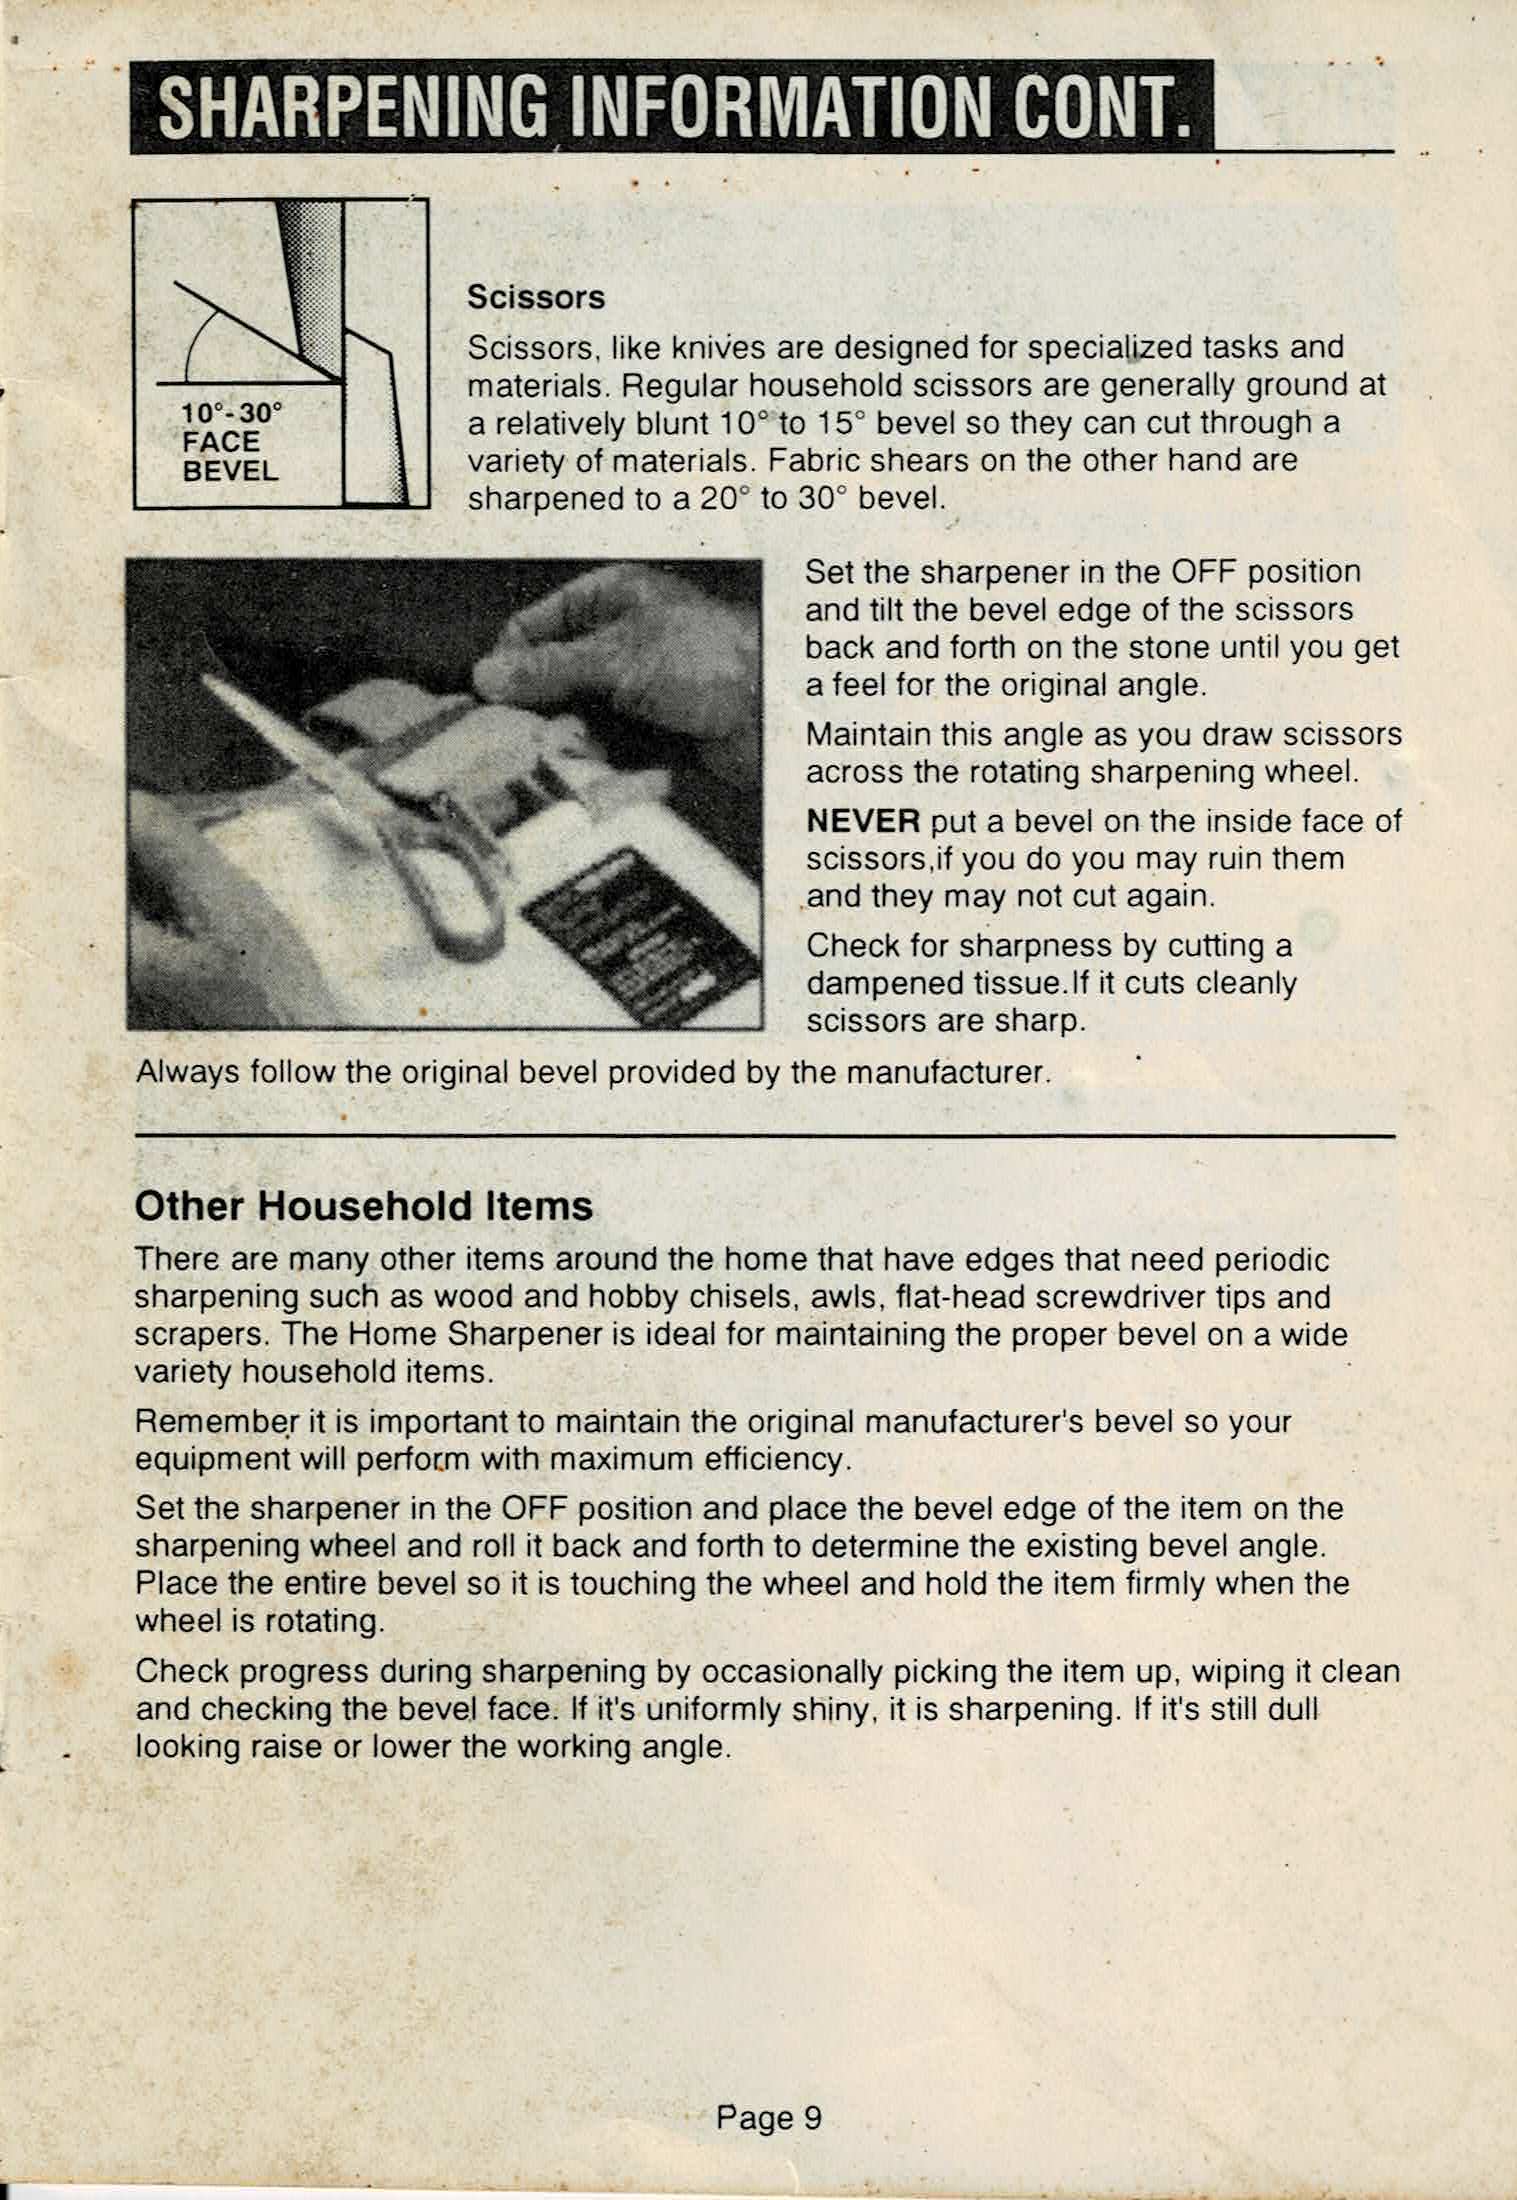 SHARPENING INFORMATION CONT.
10°-30°
FACE
BEVEL
Scissors
Scissors, like knives are designed for specialized tasks and
materials. Regular household scissors are generally ground at
a relatively blunt 10° to 15° bevel so they can cut through a
variety of materials. Fabric shears on the other hand are
sharpened to a 20° to 30° bevel.
Set the sharpener in the OFF position
and tilt the bevel edge of the scissors
back and forth on the stone until you get
a feel for the original angle.
Maintain this angle as you draw scissors
across the rotating sharpening wheel.
NEVER put a bevel on the inside face of
scissors,if you do you may ruin them
and they may not cut again.
Check for sharpness by cutting a
dampened tissue.If it cuts cleanly
scissors are sharp.
Always follow the original bevel provided by the manufacturer.
Other Household Items
There are many other items around the home that have edges that need periodic
sharpening such as wood and hobby chisels, awls, flat-head screwdriver tips and
scrapers. The Home Sharpener is ideal for maintaining the proper bevel on a wide
variety household items.
Remember it is important to maintain the original manufacturer's bevel so your
equipment will perform with maximum efficiency.
Set the sharpener in the OFF position and place the bevel edge of the item on the
sharpening wheel and roll it back and forth to determine the existing bevel angle.
Place the entire bevel so it is touching the wheel and hold the item firmly when the
wheel is rotating.
Check progress during sharpening by occasionally picking the item up, wiping it clean
and checking the bevel face. If it's uniformly shiny, it is sharpening. If it's still dull
looking raise or lower the working angle.
Page 9